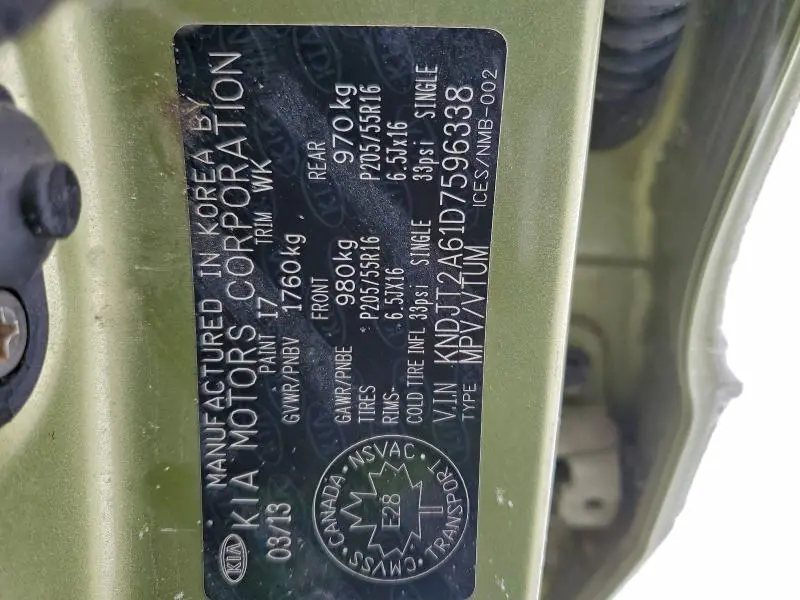 MANUFACTURED IN KOREA BY
KIA KIA MOTORS CORPORATION
03/13 PAINT I7 TRIM WK
GVWR/PNBV 1760kg
FRONT REAR
GAWR/PNBE 980kg 970kg
TIRES P205/55R16 P205/55R16
RIMS- 6.5Jx16 6.5Jx16
COLD TIRE INFL 33psi SINGLE 33psi SINGLE
V.I.N KNDJT2A61D7596338
TYPE MPV/VTUM ICES/NMB-002
CANADA NSVAC TRANSPORT CMVSS
E28